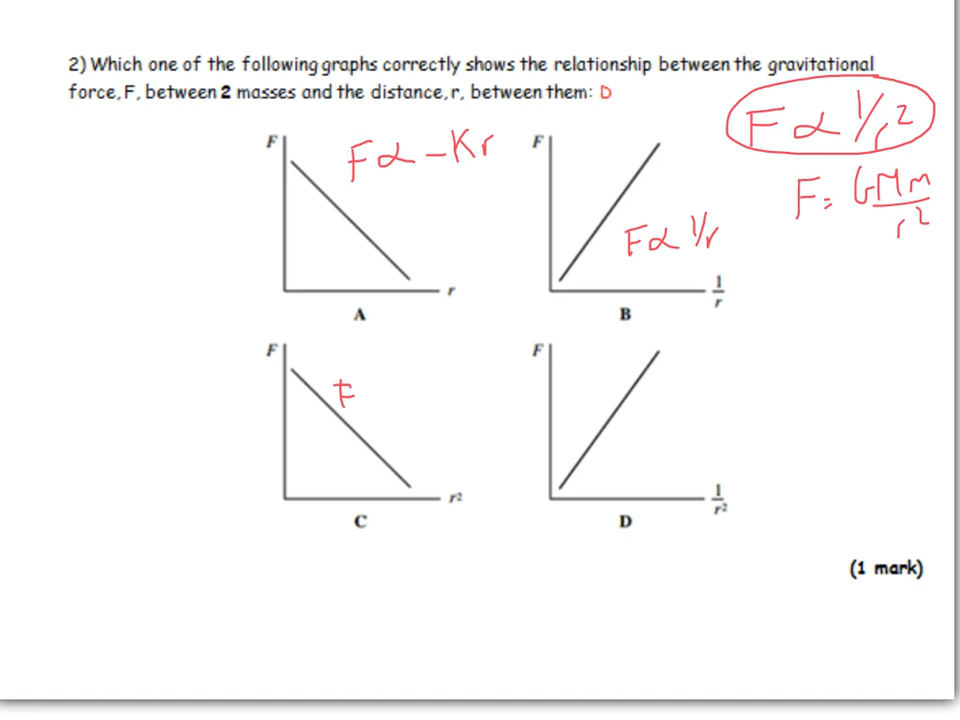 2) Which one of the following graphs correctly shows the relationship between the gravitational
force, F, between 2 masses and the distance, r, between them: D
F ∝ 1/r²
F = GMm/r²
F
F ∝ -Kr
r
A
F
F ∝ 1/r
1/r
B
F
F
r²
C
F
1/r²
D
(1 mark)